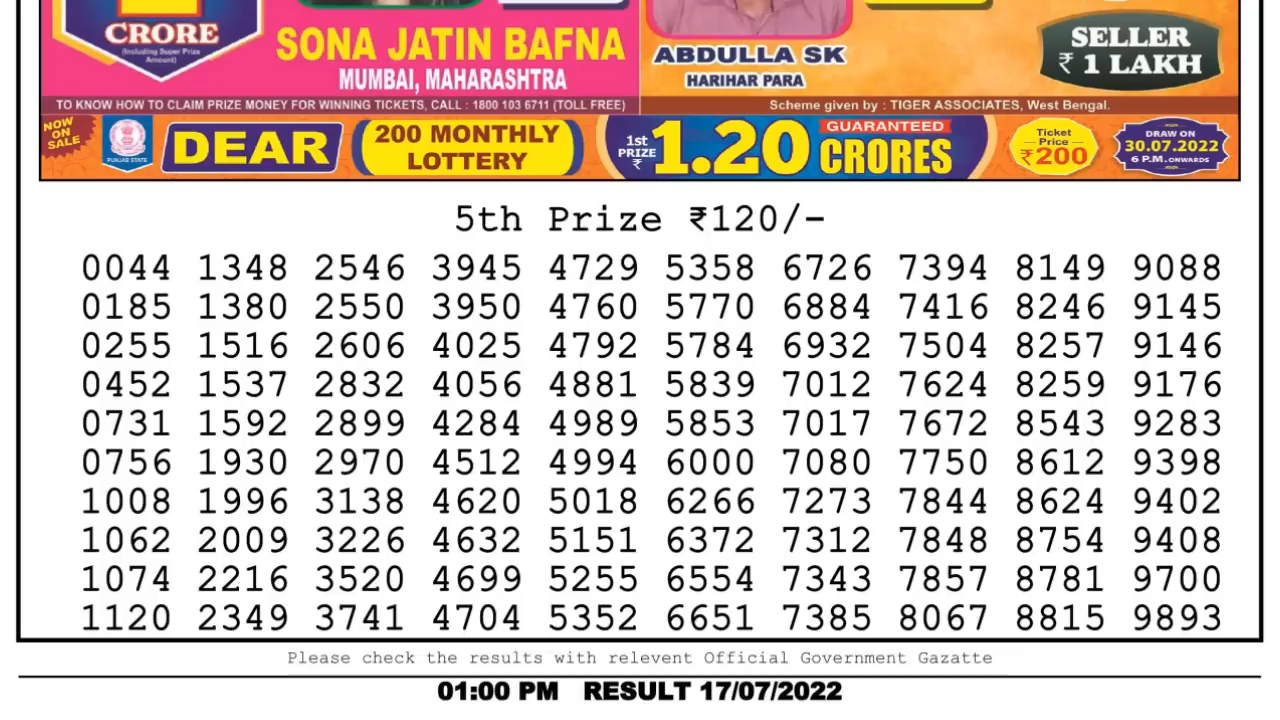 CRORE
(Including Super Prize
Amount)
SONA JATIN BAFNA
MUMBAI, MAHARASHTRA
ABDULLA SK
HARIHAR PARA
SELLER
₹ 1 LAKH
TO KNOW HOW TO CLAIM PRIZE MONEY FOR WINNING TICKETS, CALL : 1800 103 6711 (TOLL FREE)
Scheme given by : TIGER ASSOCIATES, West Bengal.
NOW
ON
SALE
PUNJAB STATE
DEAR
200 MONTHLY
LOTTERY
1st
PRIZE
₹
1.20
GUARANTEED
CRORES
Ticket
Price
₹200
DRAW ON
30.07.2022
6 P.M. ONWARDS
5th Prize ₹120/-
0044 1348 2546 3945 4729 5358 6726 7394 8149 9088
0185 1380 2550 3950 4760 5770 6884 7416 8246 9145
0255 1516 2606 4025 4792 5784 6932 7504 8257 9146
0452 1537 2832 4056 4881 5839 7012 7624 8259 9176
0731 1592 2899 4284 4989 5853 7017 7672 8543 9283
0756 1930 2970 4512 4994 6000 7080 7750 8612 9398
1008 1996 3138 4620 5018 6266 7273 7844 8624 9402
1062 2009 3226 4632 5151 6372 7312 7848 8754 9408
1074 2216 3520 4699 5255 6554 7343 7857 8781 9700
1120 2349 3741 4704 5352 6651 7385 8067 8815 9893
Please check the results with relevent Official Government Gazatte
01:00 PM RESULT 17/07/2022